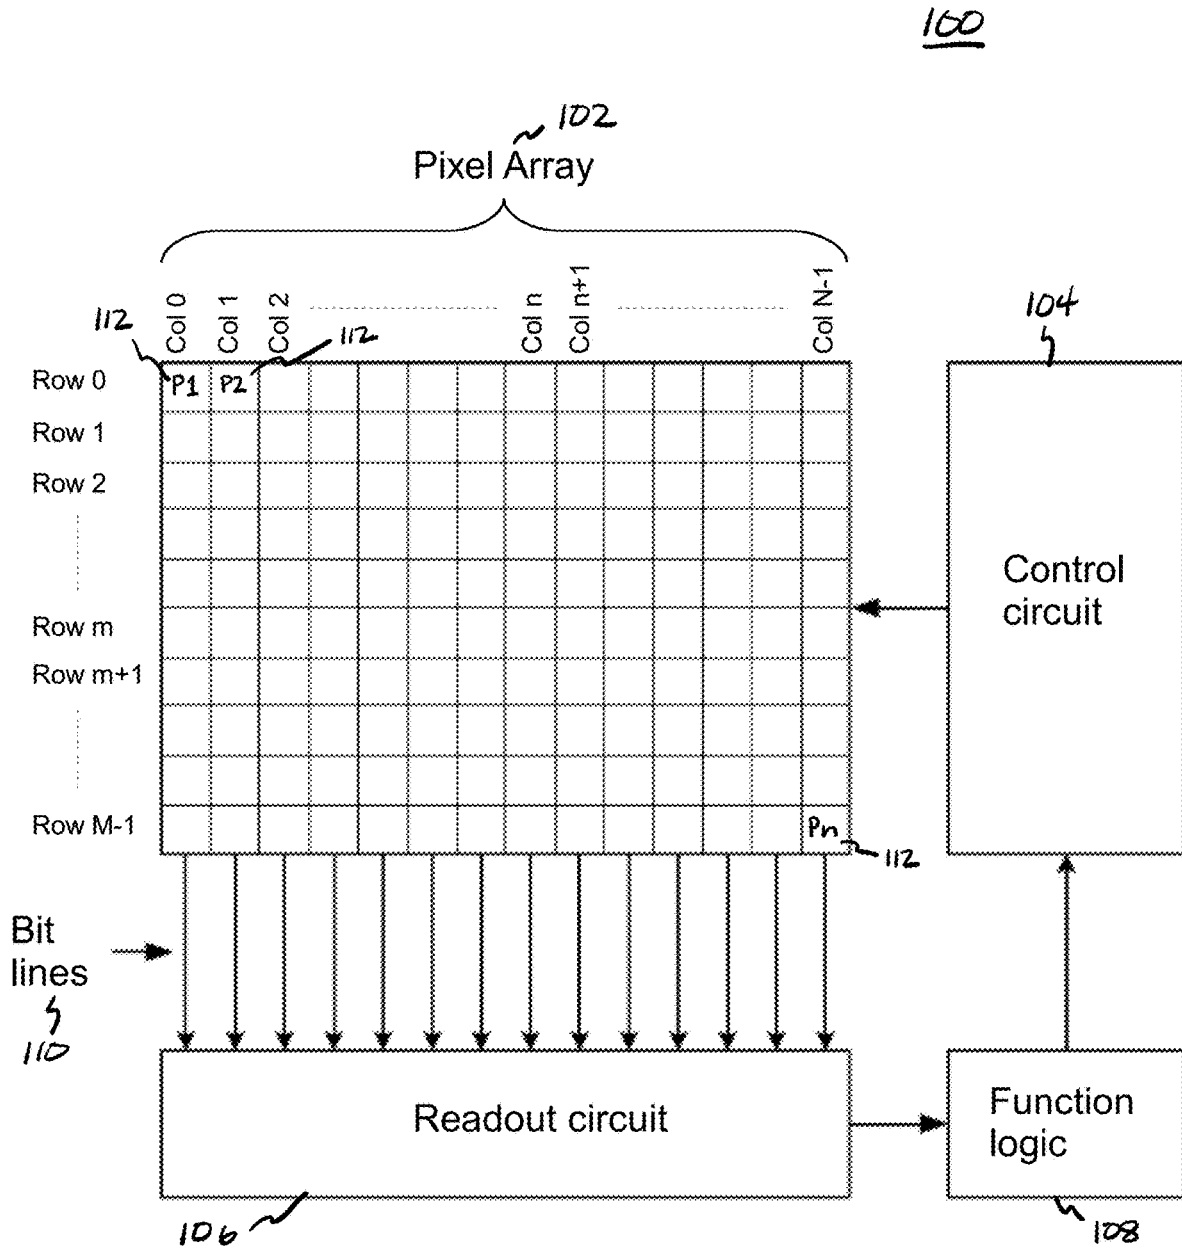 100
102
Pixel Array
Col 0
Col 1
Col 2
Col n
Col n+1
Col N-1
112
112
104
Row 0
P1
P2
Row 1
Row 2
Row m
Row m+1
Row M-1
Pn
112
Control
circuit
Bit
lines
110
Readout circuit
Function
logic
106
108